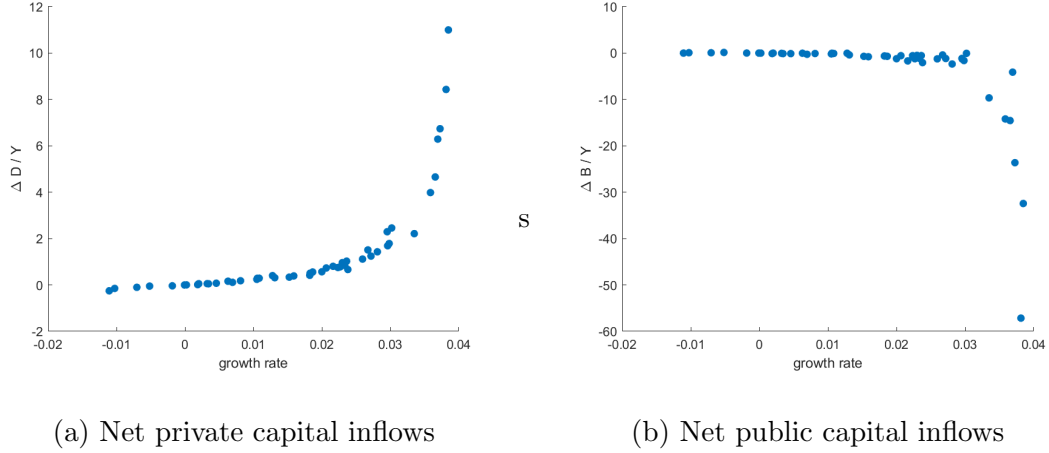 12
10
8
6
4
2
0
-2
Δ D / Y
-0.02 -0.01 0 0.01 0.02 0.03 0.04
growth rate
s
10
0
-10
-20
-30
-40
-50
-60
Δ B / Y
-0.02 -0.01 0 0.01 0.02 0.03 0.04
growth rate
(a) Net private capital inflows
(b) Net public capital inflows